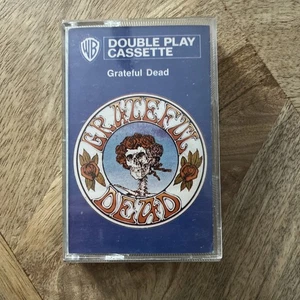 WB
DOUBLE PLAY
CASSETTE
Grateful Dead
GRATEFUL
DEAD